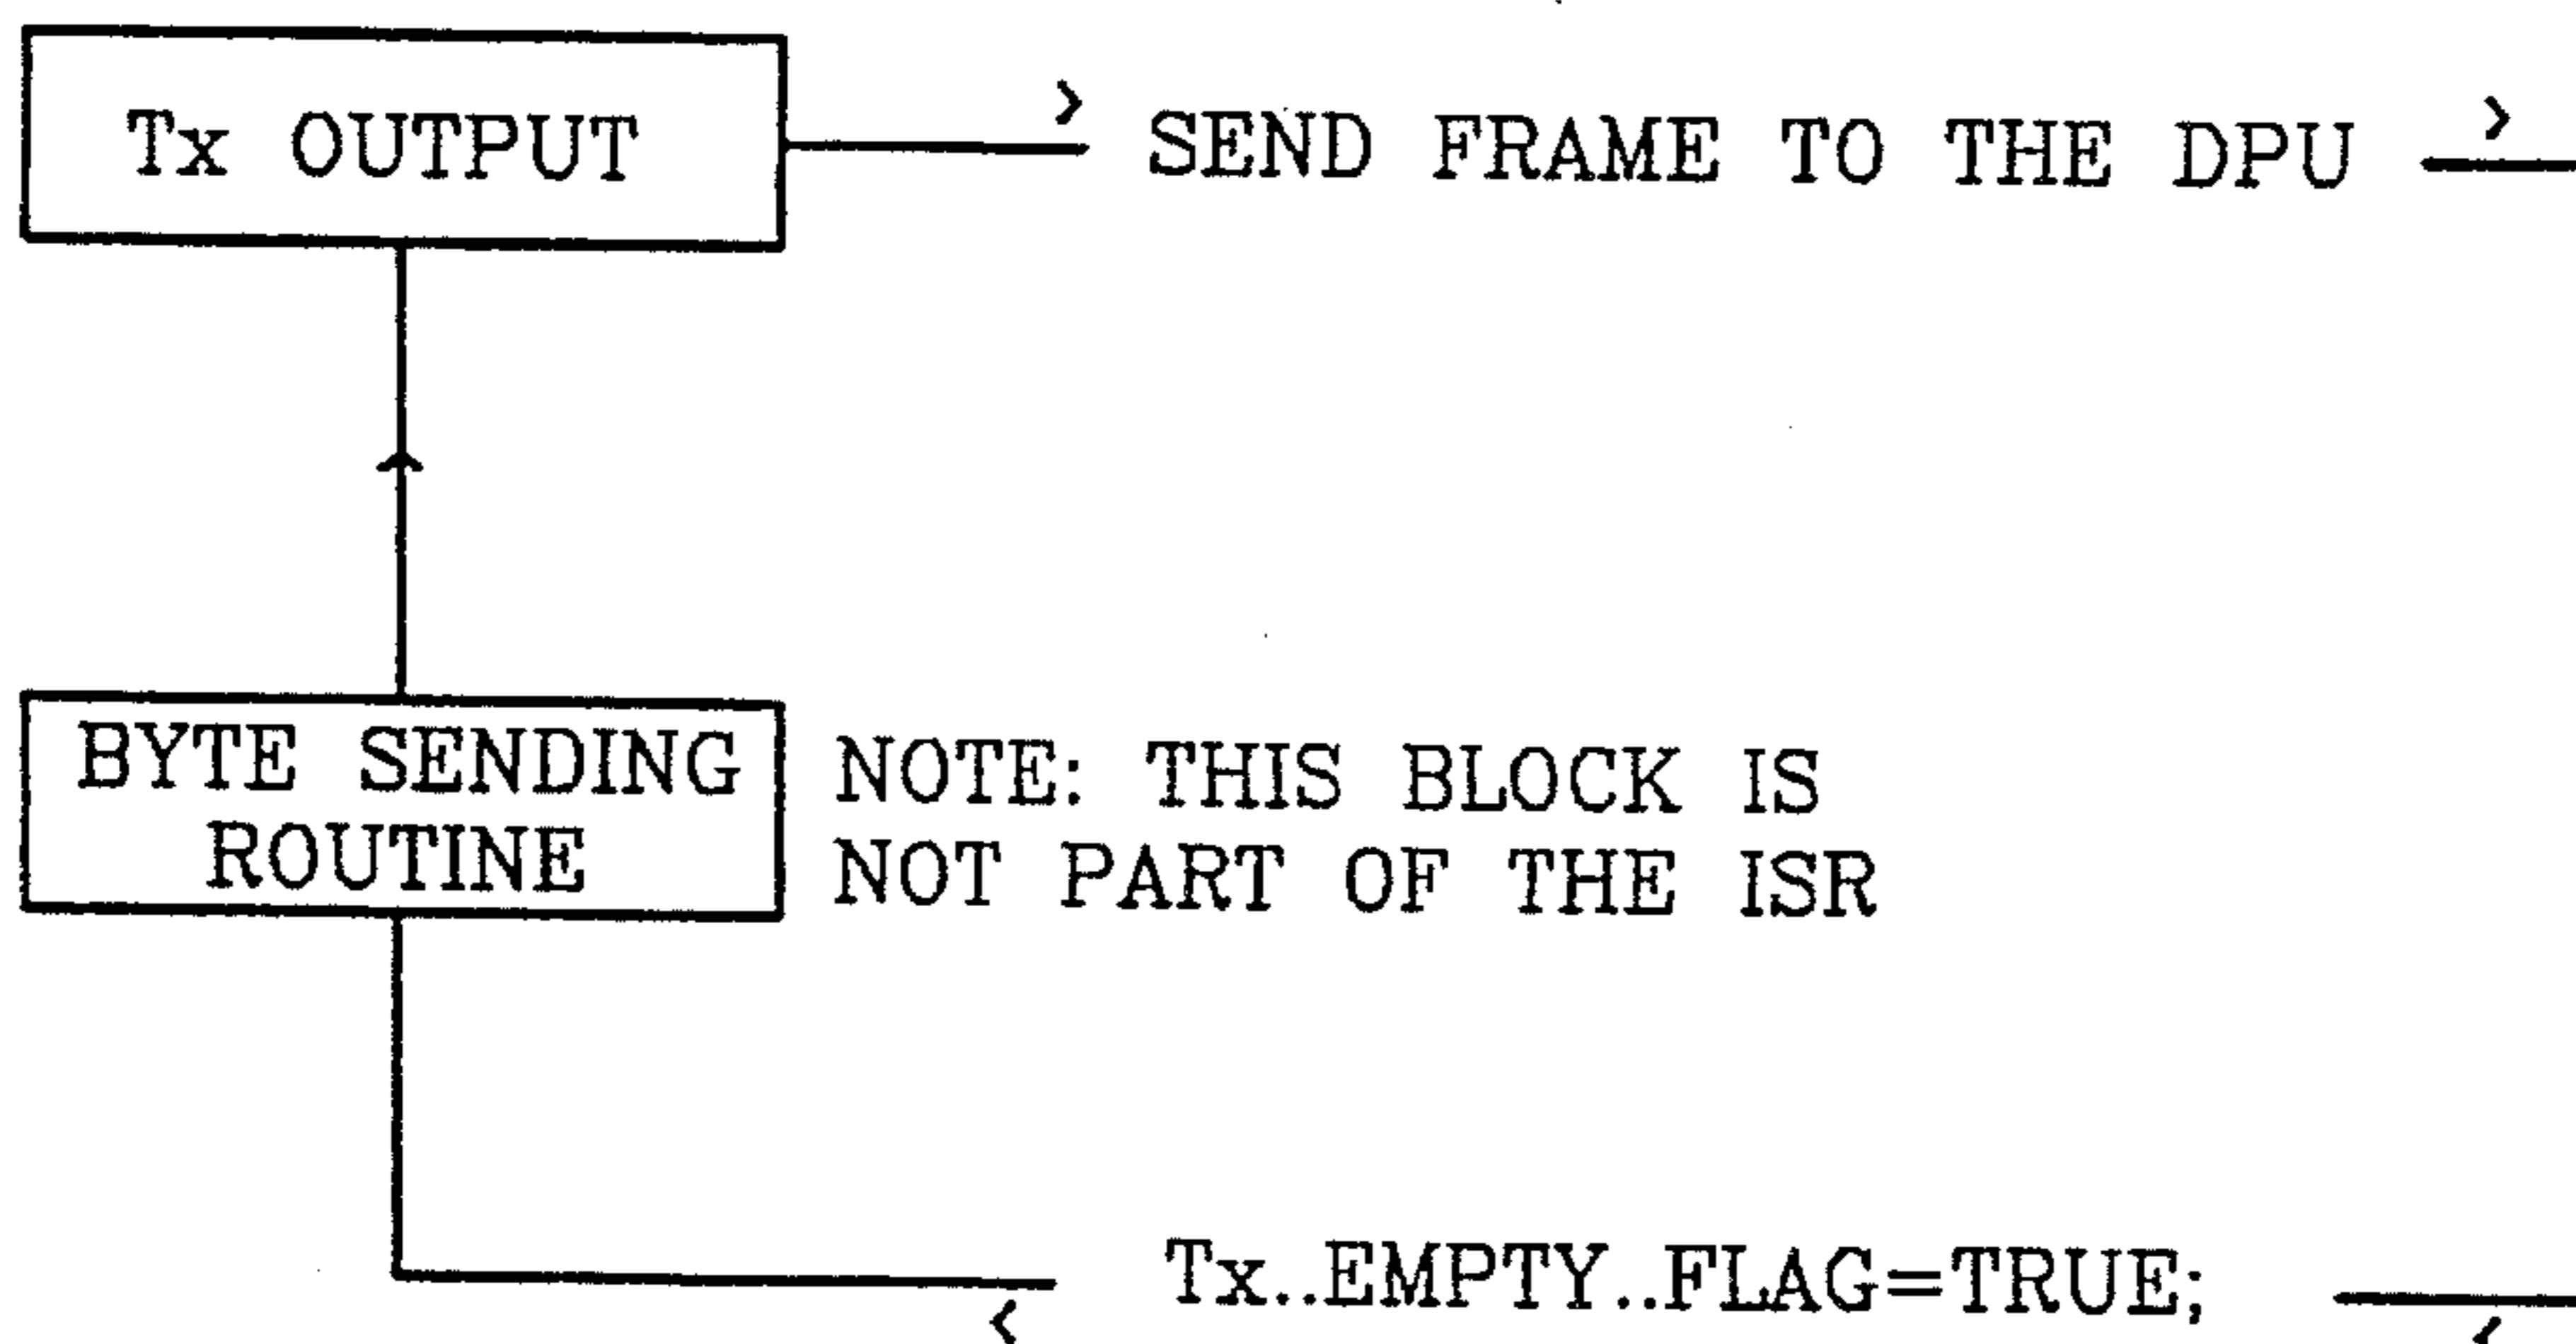 Tx OUTPUT
SEND FRAME TO THE DPU
BYTE SENDING
ROUTINE
NOTE: THIS BLOCK IS
NOT PART OF THE ISR
Tx..EMPTY..FLAG=TRUE;